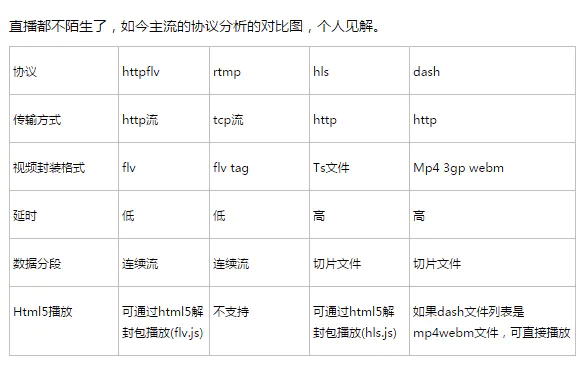 直播都不陌生了，如今主流的协议分析的对比图，个人见解。
协议 httpflv rtmp hls dash
传输方式 http流 tcp流 http http
视频封装格式 flv flv tag Ts文件 Mp4 3gp webm
延时 低 低 高 高
数据分段 连续流 连续流 切片文件 切片文件
Html5播放 可通过html5解 不支持 可通过html5解 如果dash文件列表是
封包播放(flv.js) 封包播放(hls.js) mp4webm文件，可直接播放